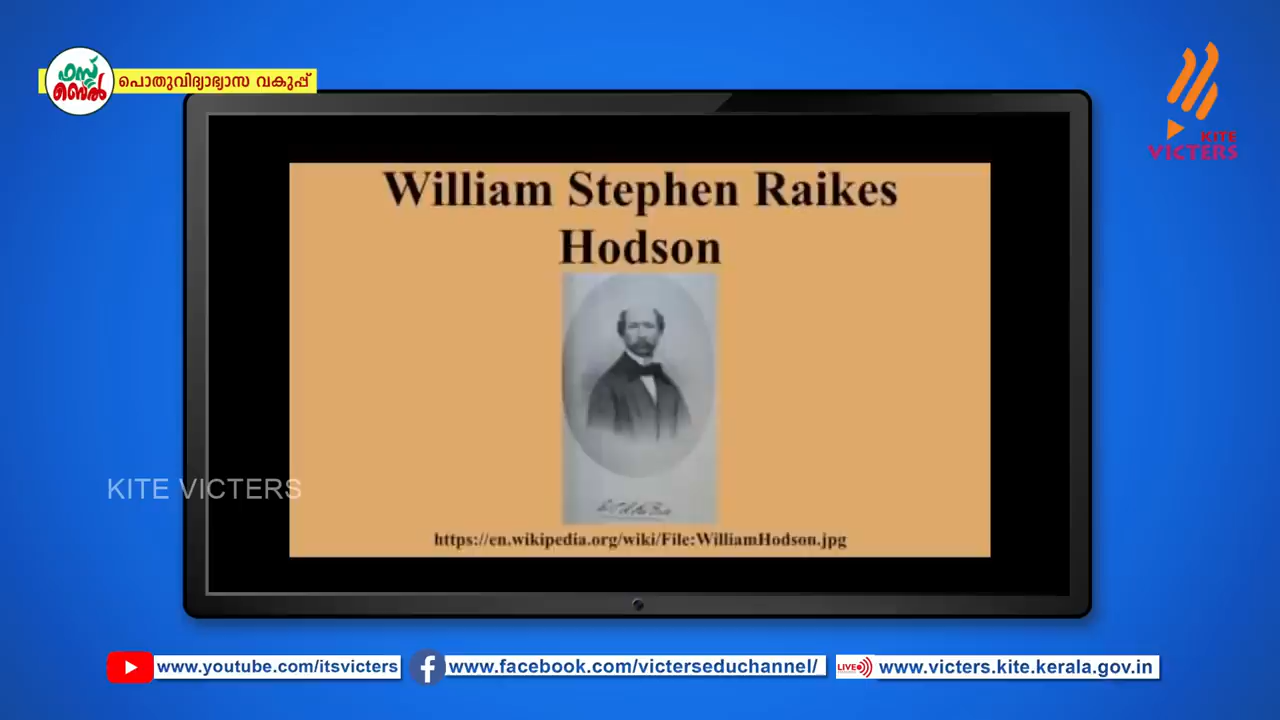 ഫസ്റ്റ്
ബെൽ
പൊതുവിദ്യാഭ്യാസ വകുപ്പ്
KITE
VICTERS
William Stephen Raikes
Hodson
KITE VICTERS
https://en.wikipedia.org/wiki/File:WilliamHodson.jpg
www.youtube.com/itsvicters
www.facebook.com/victerseduchannel/
LIVE
www.victers.kite.kerala.gov.in